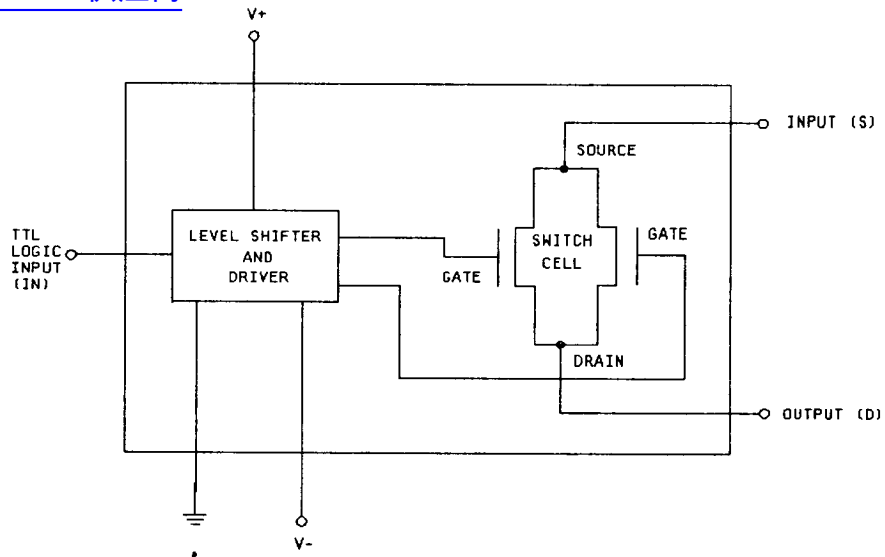 V+
INPUT (S)
SOURCE
TTL
LOGIC
INPUT
(IN)
LEVEL SHIFTER
AND
DRIVER
GATE
SWITCH
CELL
GATE
DRAIN
OUTPUT (D)
V-